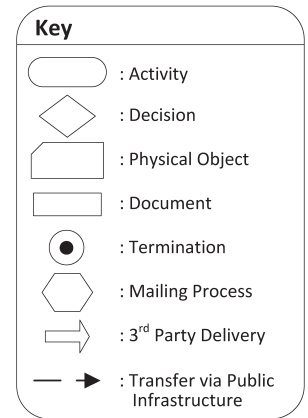 Key
: Activity
: Decision
: Physical Object
: Document
: Termination
: Mailing Process
: 3rd Party Delivery
: Transfer via Public
Infrastructure